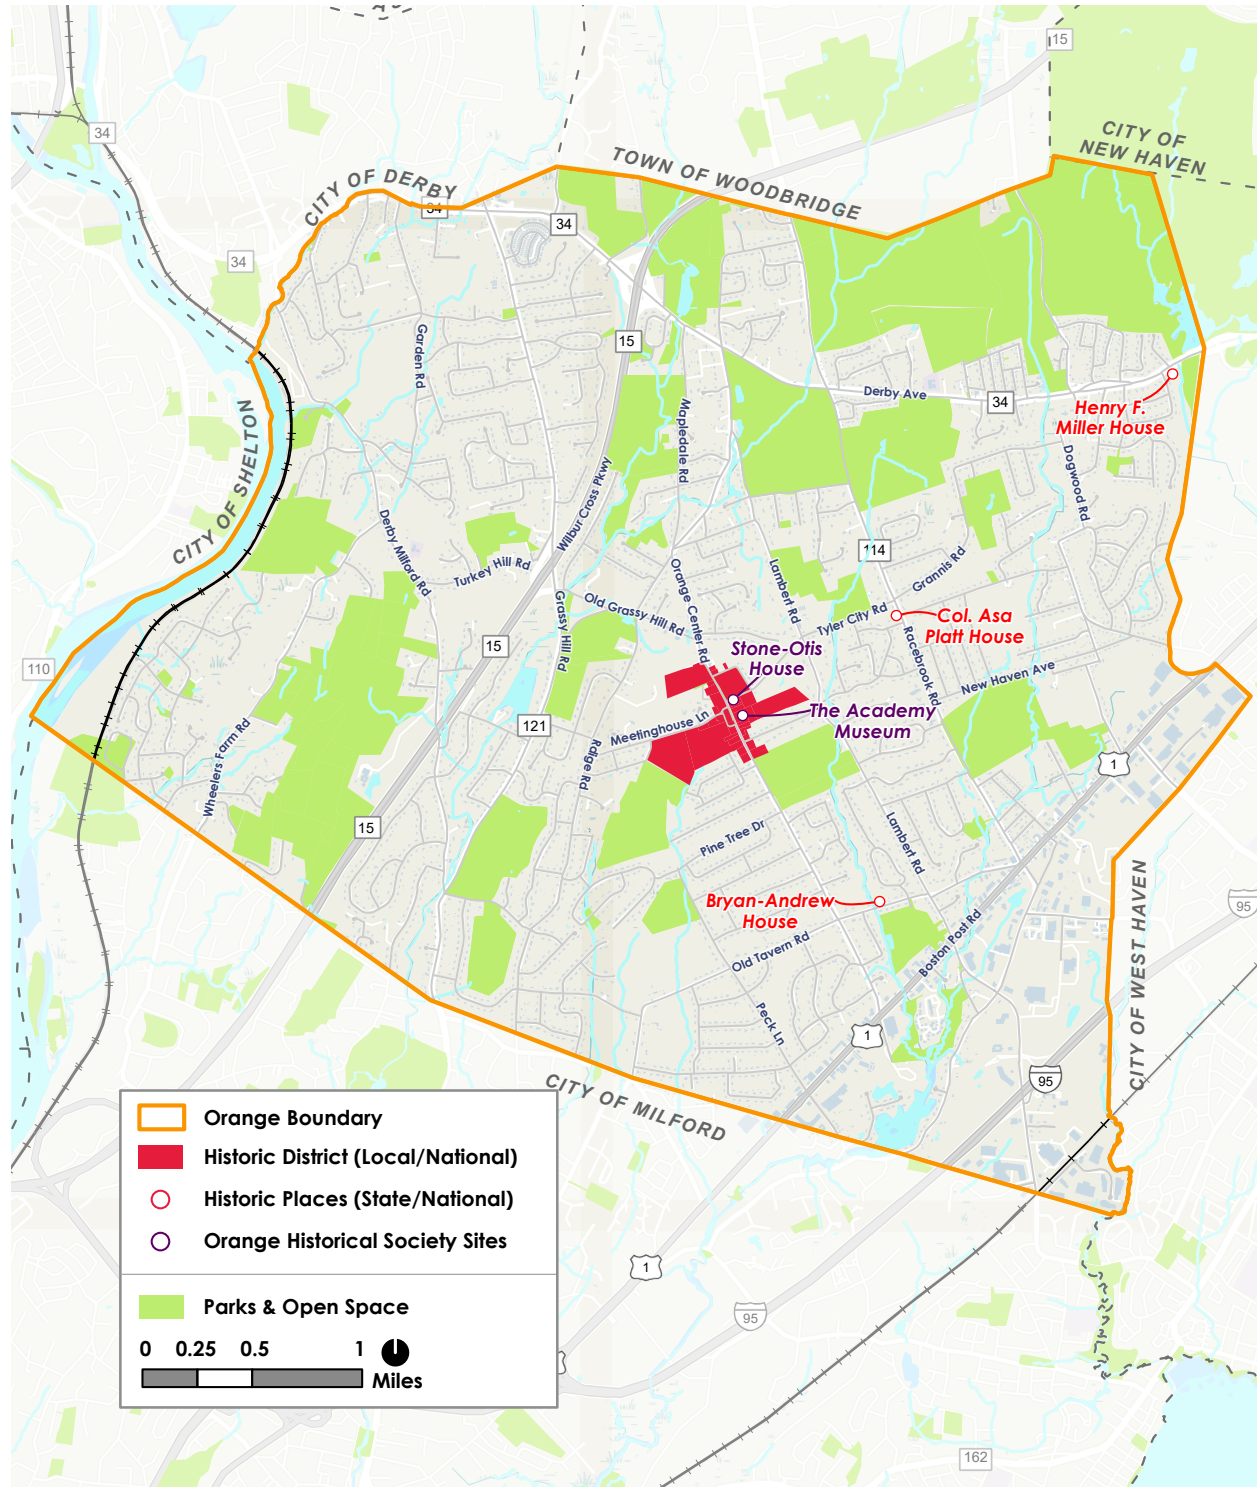 15
34
CITY OF
NEW HAVEN
TOWN OF WOODBRIDGE
CITY OF DERBY
34
34
34
15
Garden Rd
Mapledale Rd
Derby Ave
34
Henry F.
Miller House
CITY OF SHELTON
Dogwood Rd
Wilbur Cross Pkwy
Derby Milford Rd
Turkey Hill Rd
114
Grannis Rd
Orange Center Rd
Lambert Rd
Grassy Hill Rd
Old Grassy Hill Rd
Tyler City Rd
Col. Asa
Platt House
Racebrook Rd
15
Stone-Otis
House
New Haven Ave
110
The Academy
Museum
121
Meetinghouse Ln
Ridge Rd
Wheelers Farm Rd
1
15
Pine Tree Dr
Lambert Rd
Bryan-Andrew
House
95
Boston Post Rd
Old Tavern Rd
CITY OF WEST HAVEN
Peck Ln
1
95
CITY OF MILFORD
Orange Boundary
Historic District (Local/National)
Historic Places (State/National)
Orange Historical Society Sites
1
Parks & Open Space
95
0 0.25 0.5 1
Miles
162